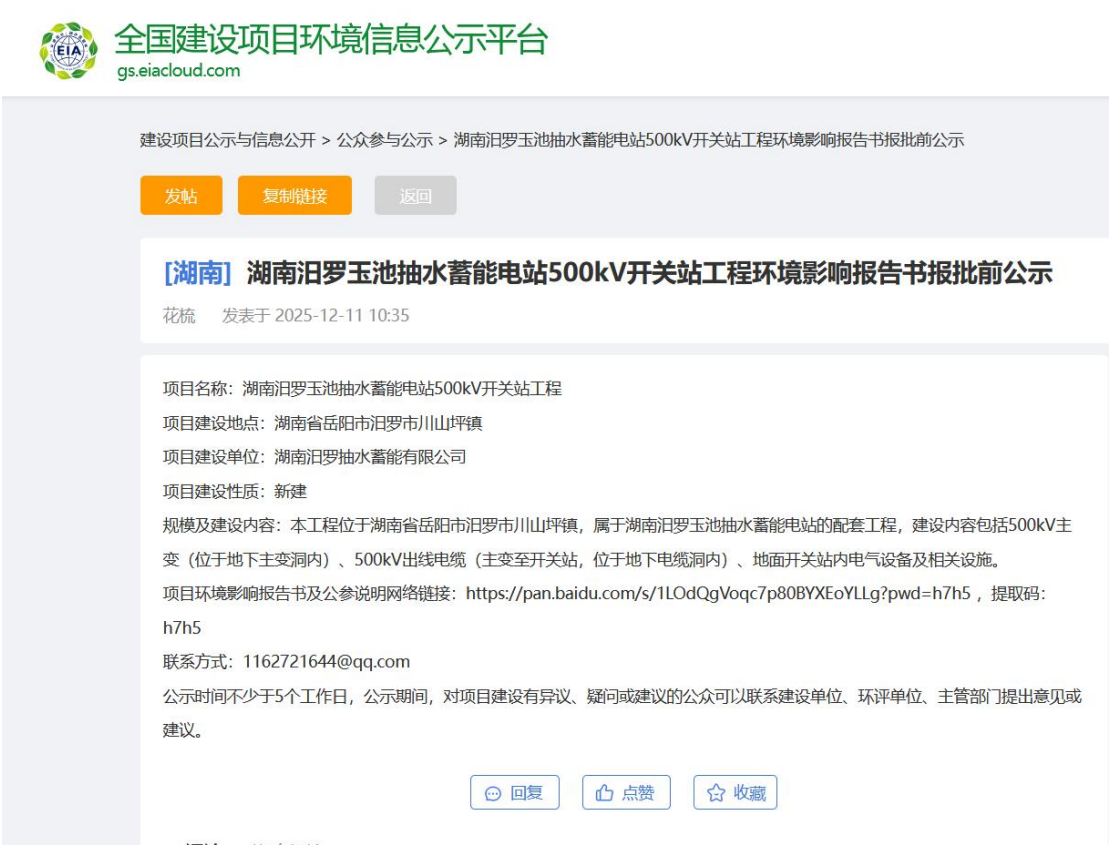 EIA
全国建设项目环境信息公示平台
gs.eiacloud.com
建设项目公示与信息公开 > 公众参与公示 > 湖南汨罗玉池抽水蓄能电站500kV开关站工程环境影响报告书报批前公示
发帖 复制链接 返回
[湖南] 湖南汨罗玉池抽水蓄能电站500kV开关站工程环境影响报告书报批前公示
花梳 发表于 2025-12-11 10:35
项目名称：湖南汨罗玉池抽水蓄能电站500kV开关站工程
项目建设地点：湖南省岳阳市汨罗市川山坪镇
项目建设单位：湖南汨罗抽水蓄能有限公司
项目建设性质：新建
规模及建设内容：本工程位于湖南省岳阳市汨罗市川山坪镇，属于湖南汨罗玉池抽水蓄能电站的配套工程，建设内容包括500kV主
变（位于地下主变洞内）、500kV出线电缆（主变至开关站，位于地下电缆洞内）、地面开关站内电气设备及相关设施。
项目环境影响报告书及公参说明网络链接：https://pan.baidu.com/s/1LOdQgVoqc7p80BYXEoYLLg?pwd=h7h5 ，提取码：
h7h5
联系方式：1162721644@qq.com
公示时间不少于5个工作日，公示期间，对项目建设有异议、疑问或建议的公众可以联系建设单位、环评单位、主管部门提出意见或
建议。
回复 点赞 收藏